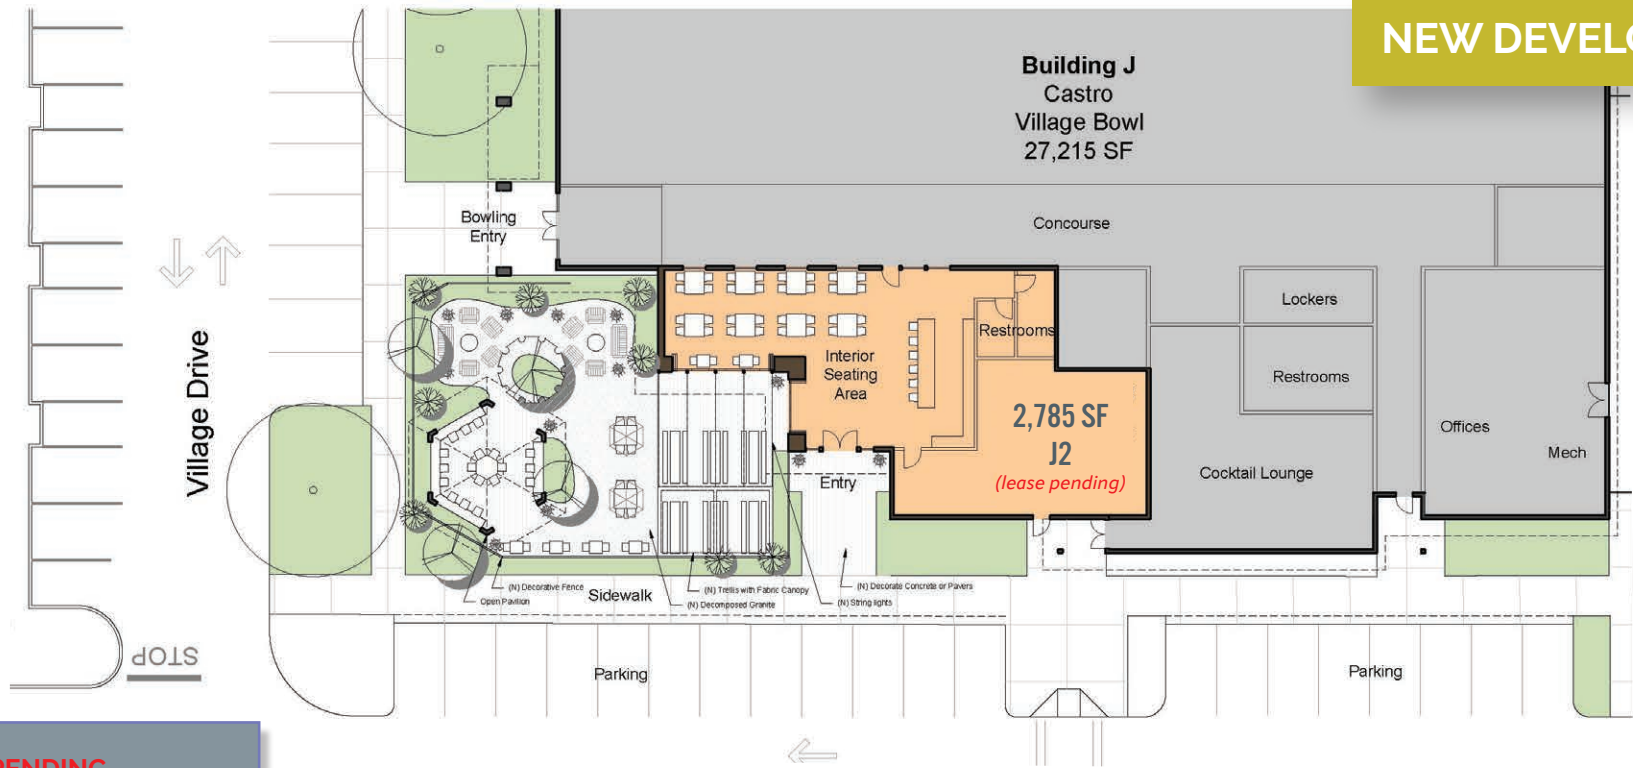 NEW DEVELO
Building J
Castro
Village Bowl
27,215 SF
Bowling
Entry
Concourse
Village Drive
Lockers
Restrooms
Interior
Seating
Area
Restrooms
2,785 SF
J2
(lease pending)
Offices
Mech
Cocktail Lounge
Entry
(N) Decorative Fence
Open Pavilion
Sidewalk
(N) Trellis with Fabric Canopy
(N) Decomposed Granite
(N) Decorate Concrete or Pavers
(N) String lights
STOP
Parking
Parking
PENDING